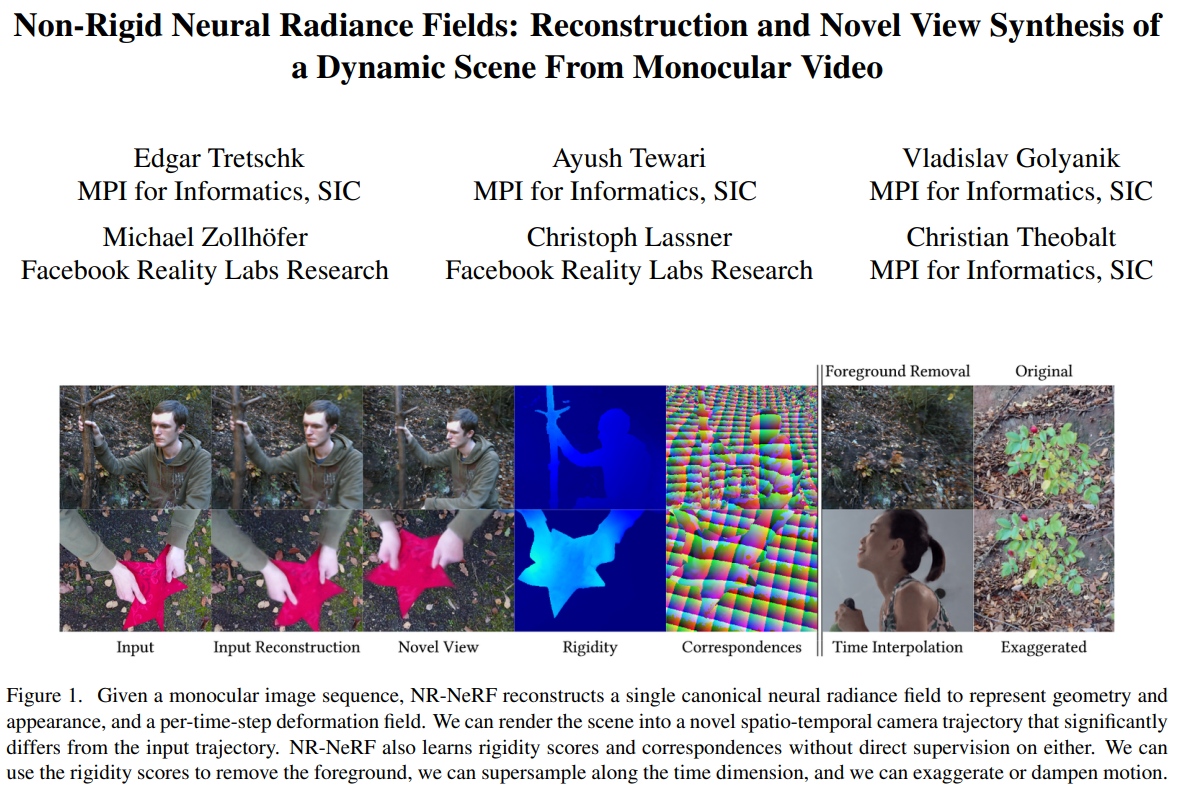 Non-Rigid Neural Radiance Fields: Reconstruction and Novel View Synthesis of
a Dynamic Scene From Monocular Video
Edgar Tretschk
MPI for Informatics, SIC
Ayush Tewari
MPI for Informatics, SIC
Vladislav Golyanik
MPI for Informatics, SIC
Michael Zollhöfer
Facebook Reality Labs Research
Christoph Lassner
Facebook Reality Labs Research
Christian Theobalt
MPI for Informatics, SIC
Foreground Removal
Original
Input
Input Reconstruction
Novel View
Rigidity
Correspondences
Time Interpolation
Exaggerated
Figure 1. Given a monocular image sequence, NR-NeRF reconstructs a single canonical neural radiance field to represent geometry and
appearance, and a per-time-step deformation field. We can render the scene into a novel spatio-temporal camera trajectory that significantly
differs from the input trajectory. NR-NeRF also learns rigidity scores and correspondences without direct supervision on either. We can
use the rigidity scores to remove the foreground, we can supersample along the time dimension, and we can exaggerate or dampen motion.